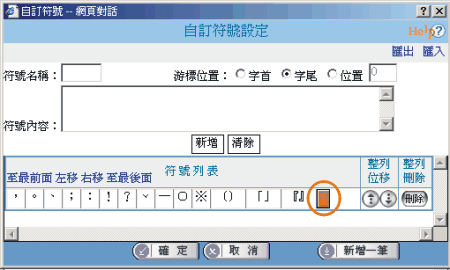 自訂符號 -- 網頁對話
自訂符號設定
Help?
匯出 匯入
符號名稱： 游標位置： 字首 字尾 位置 0
符號內容：
新增 清除
至最前面 左移 右移 至最後面 符號列表 整列位移 整列刪除
， 。 、 ； ： ！ ？ ～ — ○ ※ （） 「」 『』 刪除
確定 取消 新增一筆